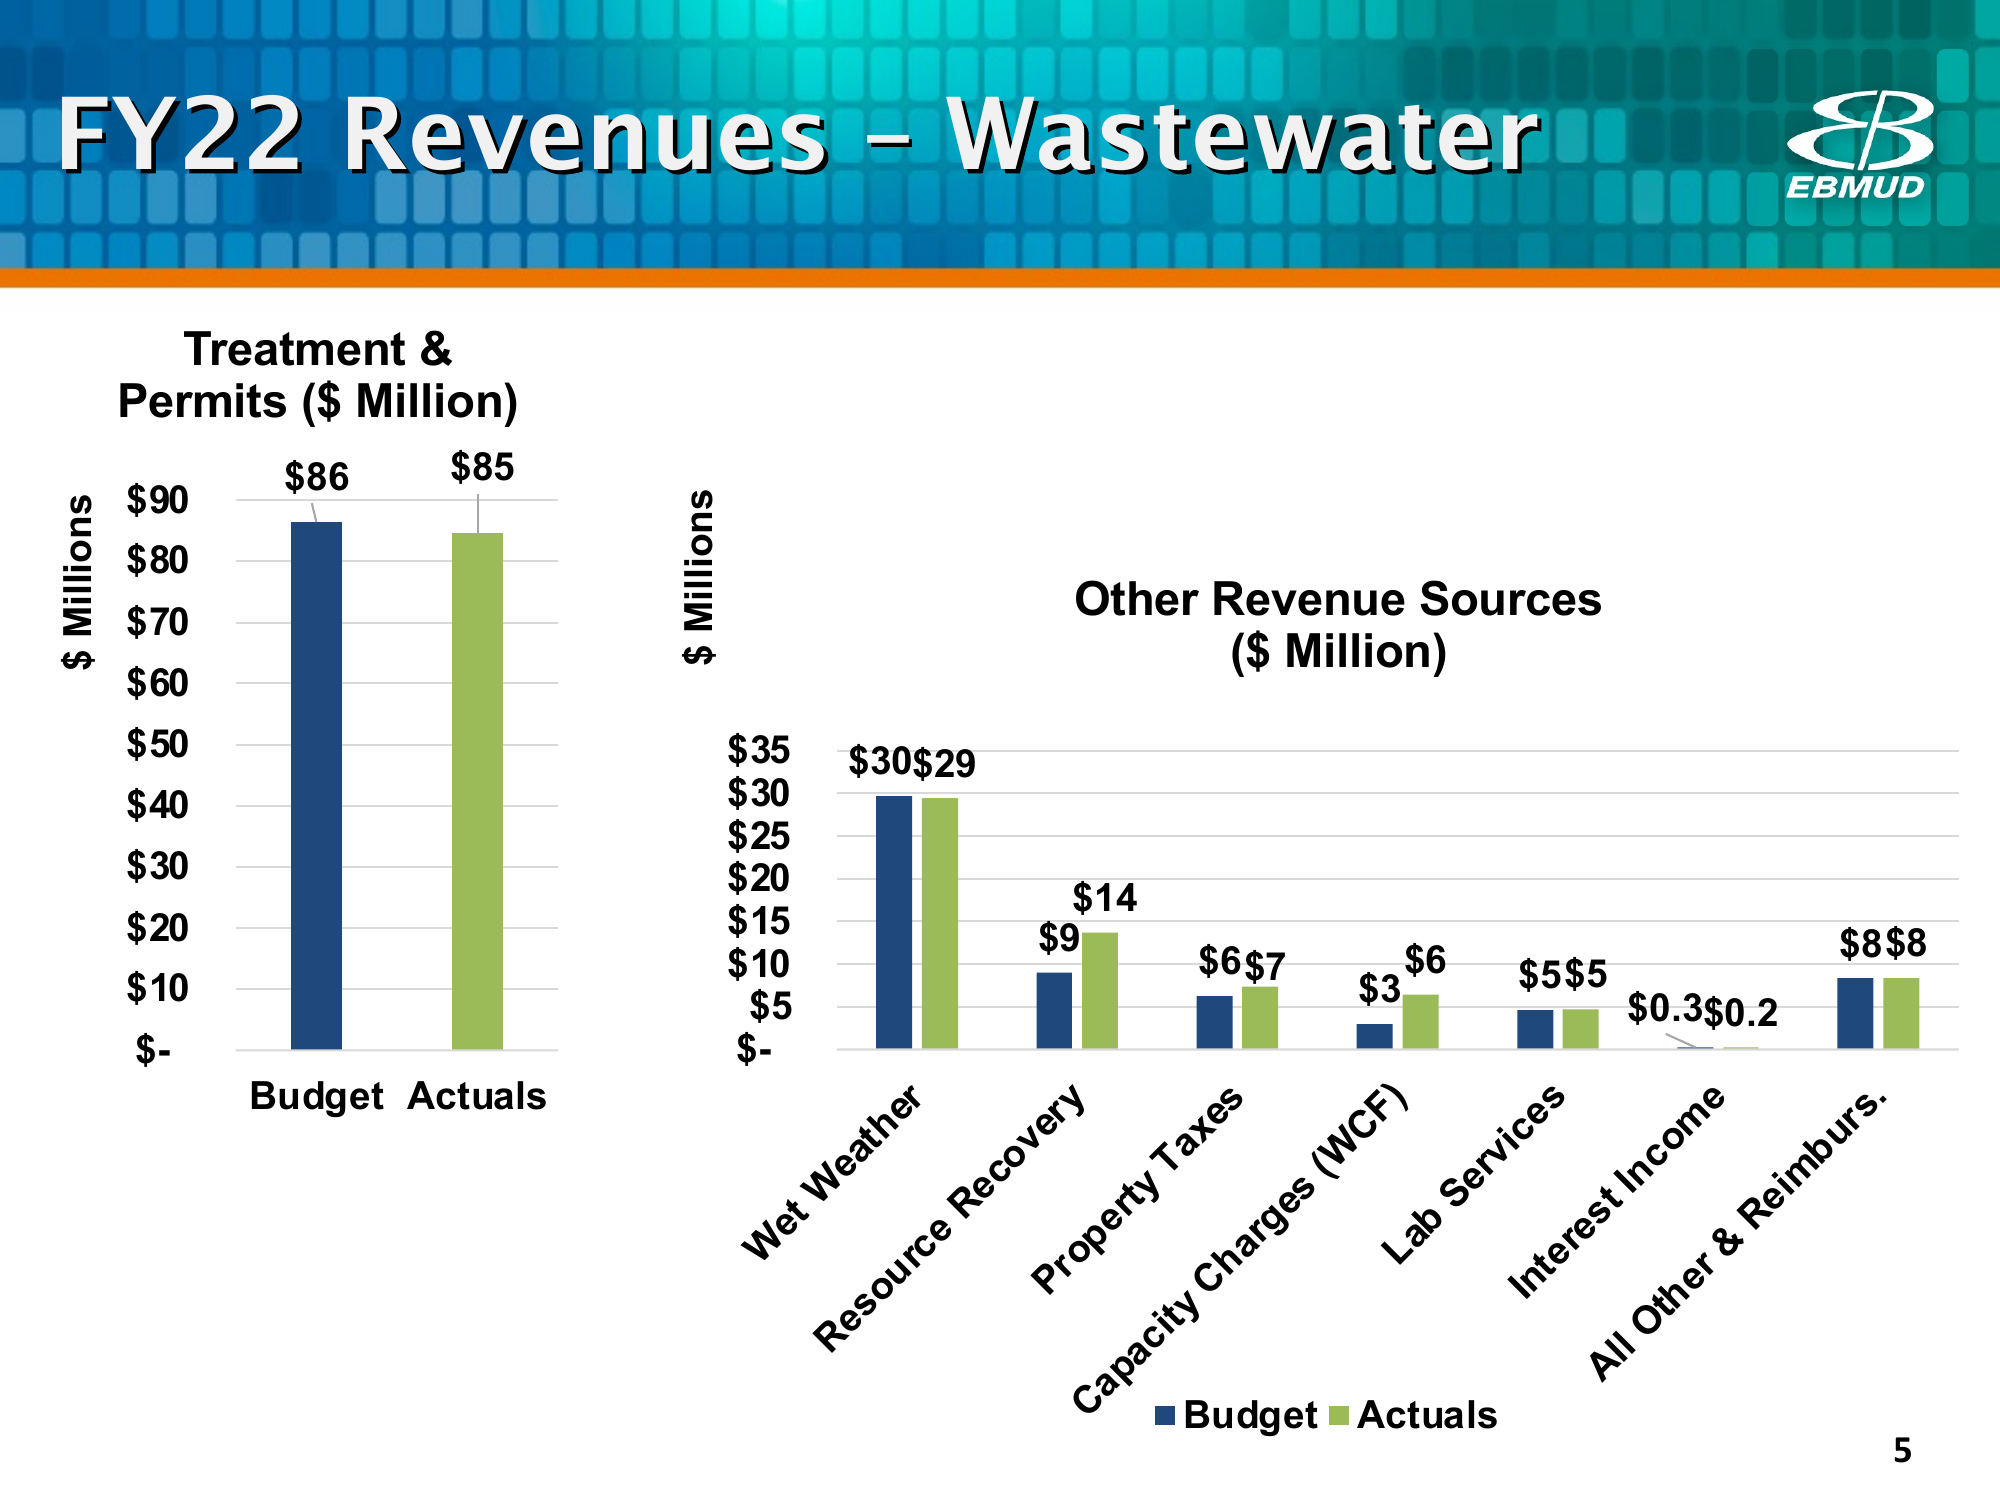 FY22 Revenues – Wastewater
EBMUD
Treatment &
Permits ($ Million)
$ Millions
$90
$80
$70
$60
$50
$40
$30
$20
$10
$-
$86
$85
Budget
Actuals
Other Revenue Sources
($ Million)
$ Millions
$35
$30
$25
$20
$15
$10
$5
$-
$30 $29
$9 $14
$6 $7
$3 $6
$5 $5
$0.3 $0.2
$8 $8
Wet Weather
Resource Recovery
Property Taxes
Capacity Charges (WCF)
Lab Services
Interest Income
All Other & Reimburs.
Budget
Actuals
5